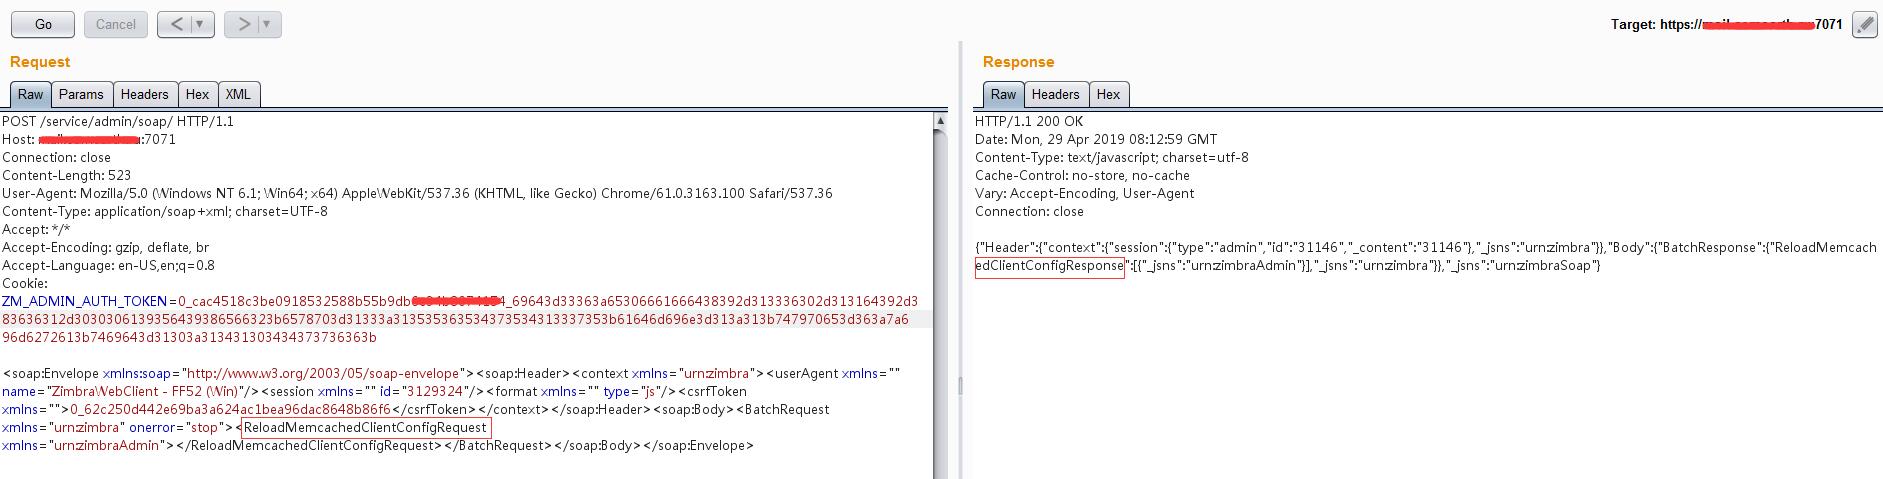 Go
Cancel
<
>
Target: https://
7071
Request
Response
Raw
Params
Headers
Hex
XML
Raw
Headers
Hex
POST /service/admin/soap/ HTTP/1.1
Host: :7071
Connection: close
Content-Length: 523
User-Agent: Mozilla/5.0 (Windows NT 6.1; Win64; x64) AppleWebKit/537.36 (KHTML, like Gecko) Chrome/61.0.3163.100 Safari/537.36
Content-Type: application/soap+xml; charset=UTF-8
Accept: */*
Accept-Encoding: gzip, deflate, br
Accept-Language: en-US,en;q=0.8
Cookie:
ZM_ADMIN_AUTH_TOKEN=0_cac4518c3be0918532588b55b9db 4_69643d33363a65306661666438392d313336302d313164392d3
83636312d3030306139356439386566323b6578703d31333a313535363534373534313337353b61646d696e3d313a313b747970653d363a7a6
96d6272613b7469643d31303a313431303434373736363b
<soap:Envelope xmlns:soap="http://www.w3.org/2003/05/soap-envelope"><soap:Header><context xmlns="urn:zimbra"><userAgent xmlns=""
name="ZimbraWebClient - FF52 (Win)"/><session xmlns="" id="3129324"/><format xmlns="" type="js"/><csrfToken
xmlns="">0_62c250d442e69ba3a624ac1bea96dac8648b86f6</csrfToken></context></soap:Header><soap:Body><BatchRequest
xmlns="urn:zimbra" onerror="stop"><ReloadMemcachedClientConfigRequest
xmlns="urn:zimbraAdmin"></ReloadMemcachedClientConfigRequest></BatchRequest></soap:Body></soap:Envelope>
HTTP/1.1 200 OK
Date: Mon, 29 Apr 2019 08:12:59 GMT
Content-Type: text/javascript; charset=utf-8
Cache-Control: no-store, no-cache
Vary: Accept-Encoding, User-Agent
Connection: close
{"Header":{"context":{"session":{"type":"admin","id":"31146","_content":"31146"},"_jsns":"urn:zimbra"}},"Body":{"BatchResponse":{"ReloadMemcach
edClientConfigResponse":[{"_jsns":"urn:zimbraAdmin"}],"_jsns":"urn:zimbra"}},"_jsns":"urn:zimbraSoap"}